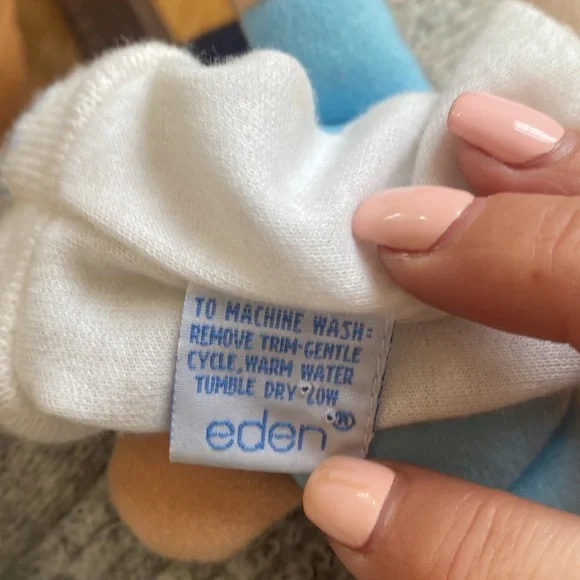 TO MACHINE WASH:
REMOVE TRIM-GENTLE
CYCLE, WARM WATER
TUMBLE DRY LOW
eden®